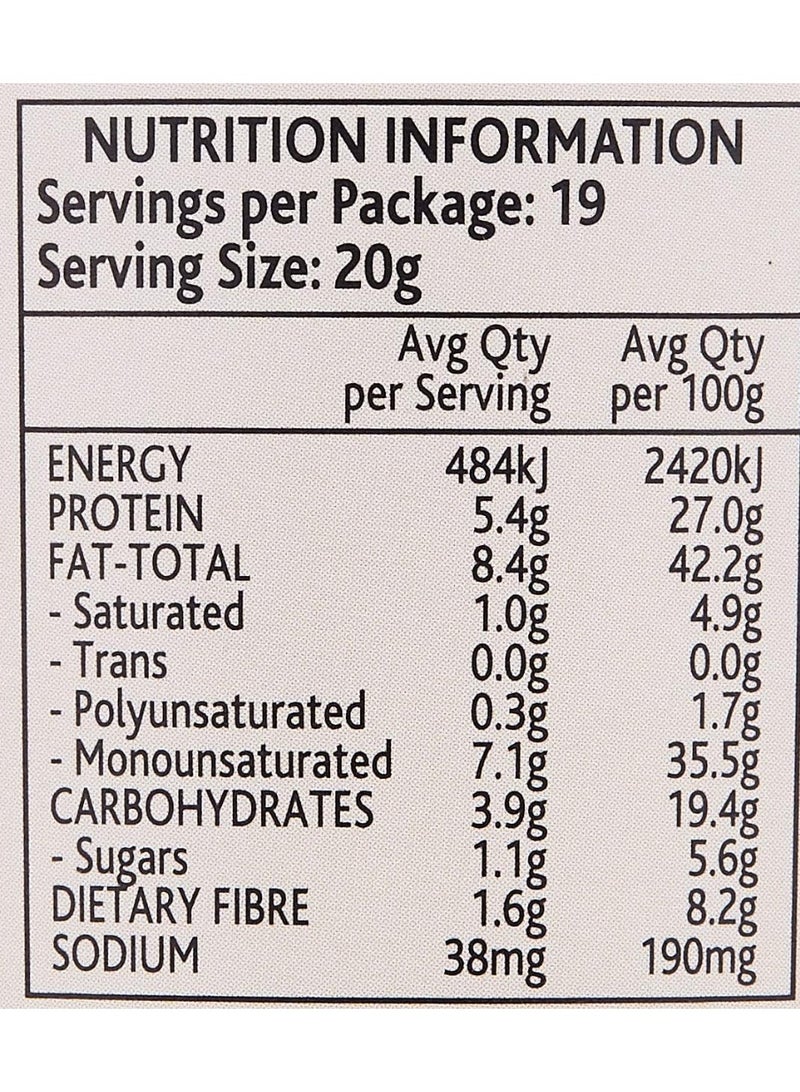 NUTRITION INFORMATION
Servings per Package: 19
Serving Size: 20g
Avg Qty Avg Qty
per Serving per 100g
ENERGY 484kJ 2420kJ
PROTEIN 5.4g 27.0g
FAT-TOTAL 8.4g 42.2g
- Saturated 1.0g 4.9g
- Trans 0.0g 0.0g
- Polyunsaturated 0.3g 1.7g
- Monounsaturated 7.1g 35.5g
CARBOHYDRATES 3.9g 19.4g
- Sugars 1.1g 5.6g
DIETARY FIBRE 1.6g 8.2g
SODIUM 38mg 190mg